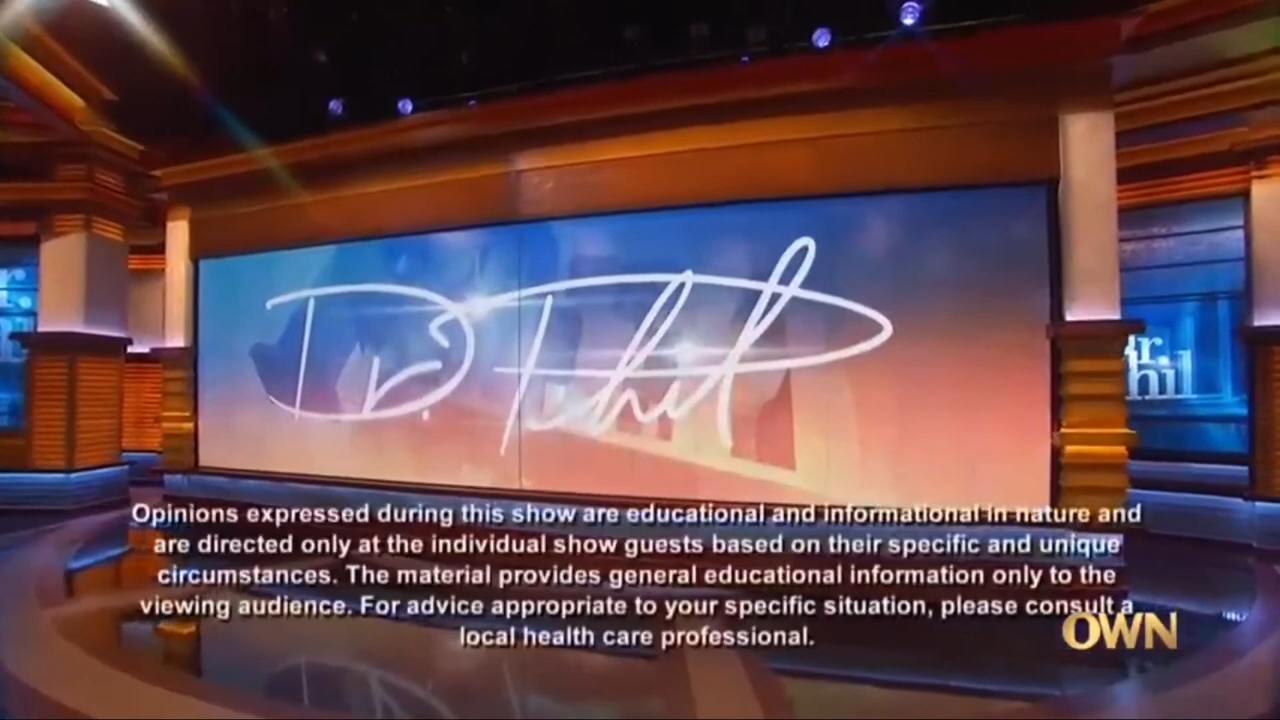 Dr. Phil
r.
Dr.
Phil
Opinions expressed during this show are educational and informational in nature and
are directed only at the individual show guests based on their specific and unique
circumstances. The material provides general educational information only to the
viewing audience. For advice appropriate to your specific situation, please consult a
local health care professional.
OWN